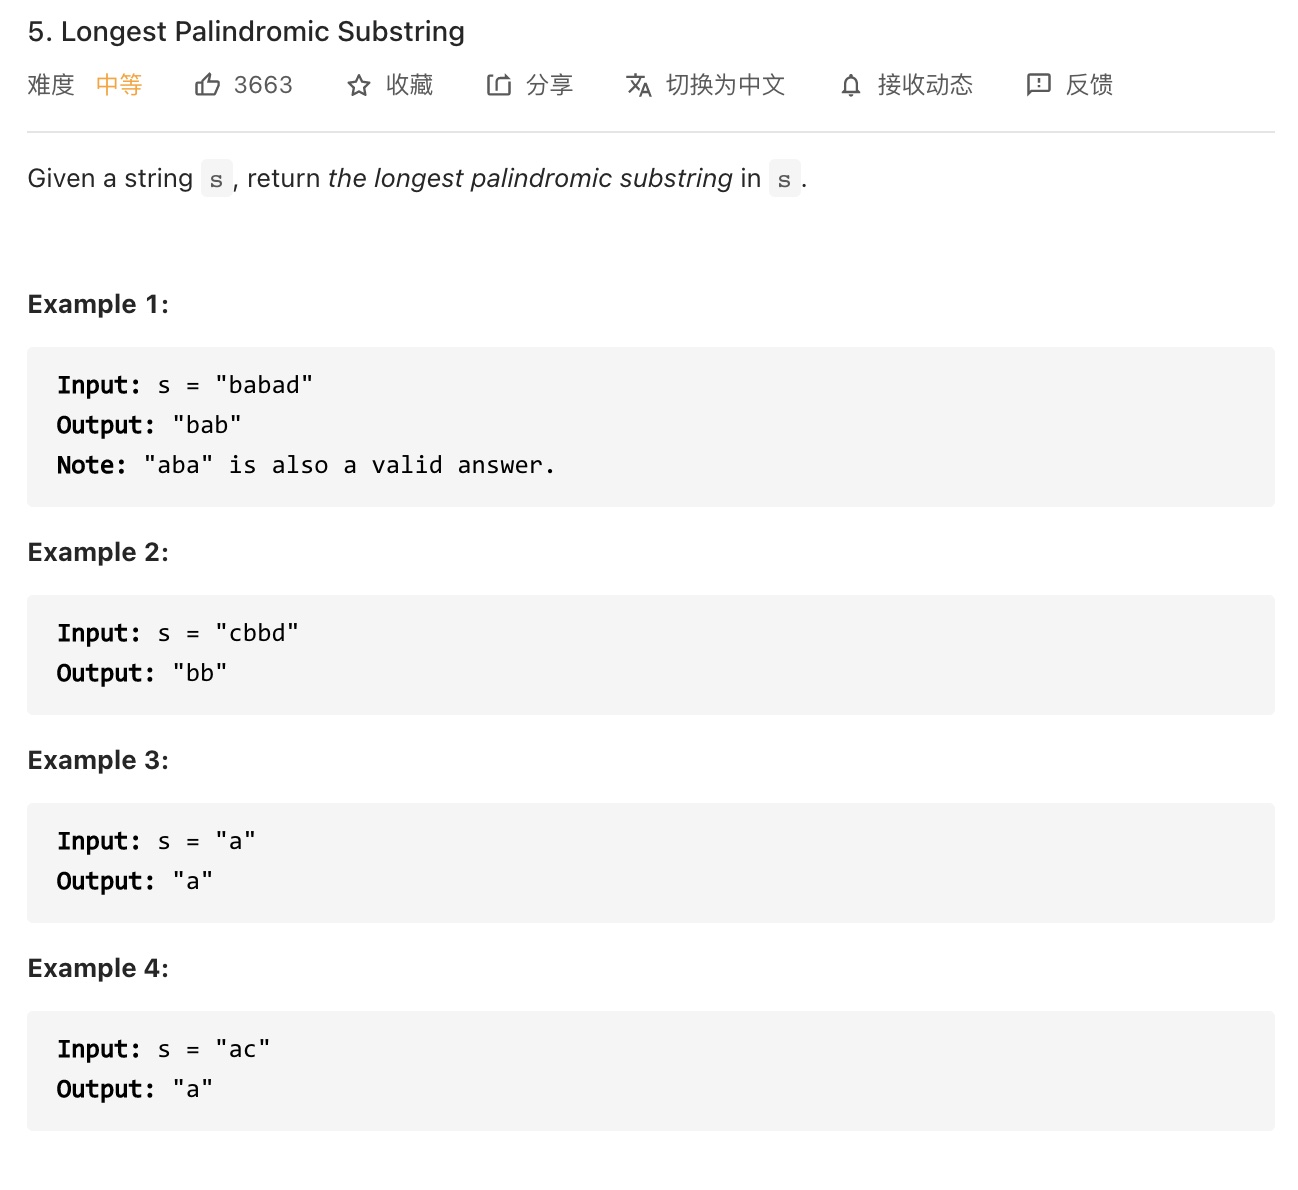 5. Longest Palindromic Substring
难度 中等 3663 收藏 分享 切换为中文 接收动态 反馈
Given a string s, return the longest palindromic substring in s.
Example 1:
Input: s = "babad"
Output: "bab"
Note: "aba" is also a valid answer.
Example 2:
Input: s = "cbbd"
Output: "bb"
Example 3:
Input: s = "a"
Output: "a"
Example 4:
Input: s = "ac"
Output: "a"